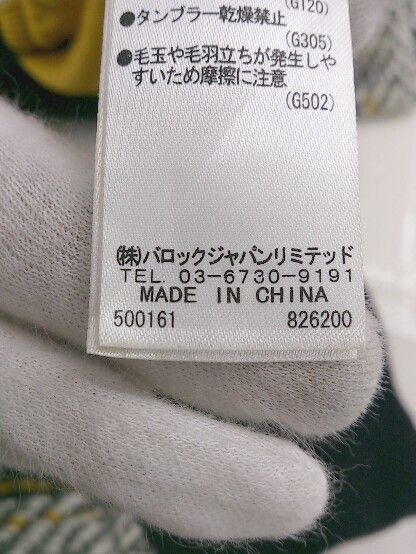 (G120)
●タンブラー乾燥禁止
(G305)
●毛玉や毛羽立ちが発生しや
すいため摩擦に注意
(G502)
㈱バロックジャパンリミテッド
TEL. 03-6730-9191
MADE IN CHINA
500161 826200